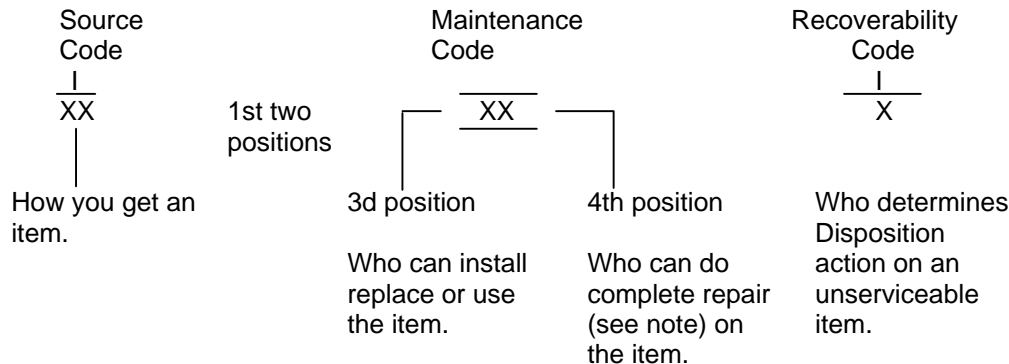 Source
Code
Maintenance
Code
Recoverability
Code
XX
1st two
positions
XX
X
How you get an
item.
3d position
Who can install
replace or use
the item.
4th position
Who can do
complete repair
(see note) on
the item.
Who determines
Disposition
action on an
unserviceable
item.